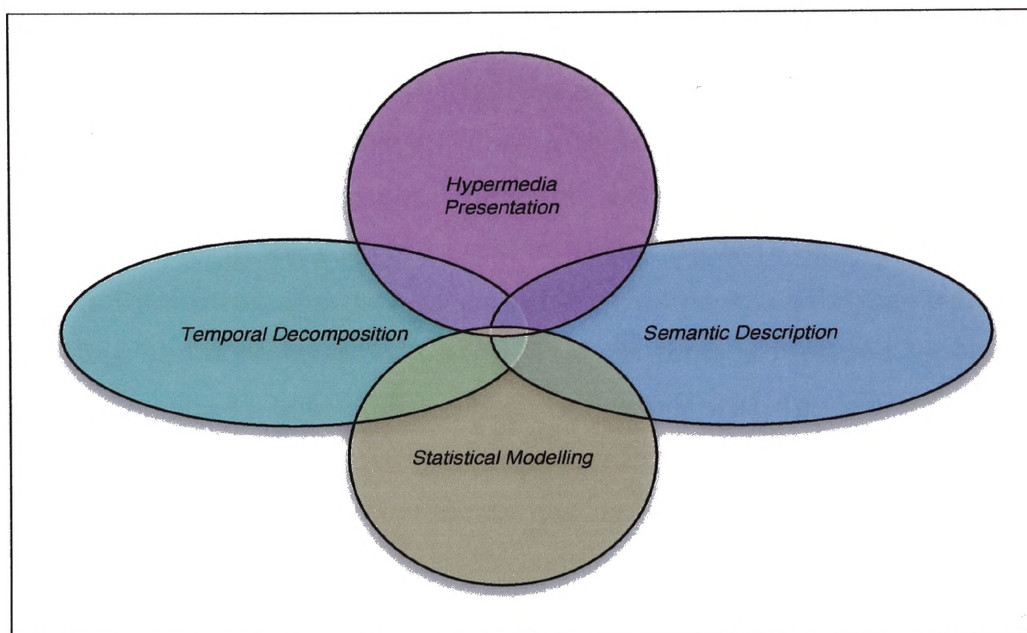 Hypermedia
Presentation
Temporal Decomposition
Semantic Description
Statistical Modelling